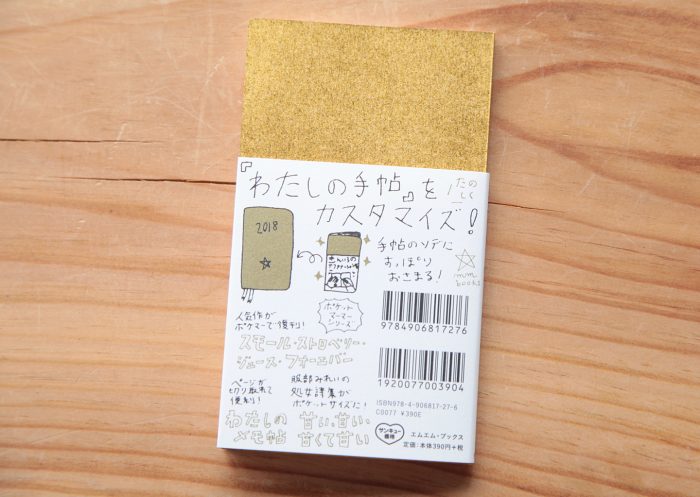 『わたしの手帖』を
たのしく
カスタマイズ!
2018
手帖のソデに
すっぽり
おさまる!
mm books
人気作が
ポケマーで復刊!
ポケット
マーマー
シリーズ
スモール・ストロベリー・
ジュース・フォーエバー
9784906817276
1920077003904
ページが
切り取れて
便利!
わたしの
メモ帖
服部みれいの
処女詩集が
ポケットサイズに!
甘い、甘い、
甘くて甘い
ISBN978-4-906817-27-6
C0077 ¥390E
サンキュー
価格
エムエム・ブックス
定価:本体390円+税